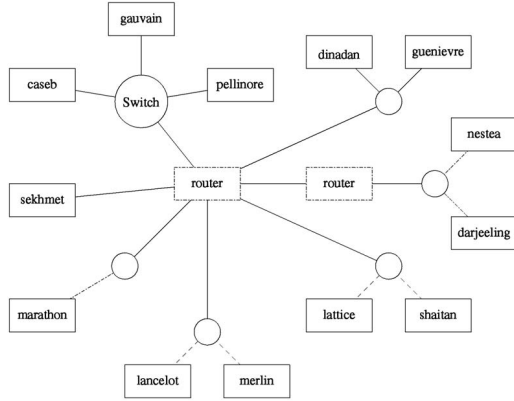 gauvain
dinadan
guenievre
caseb
Switch
pellinore
nestea
router
router
sekhmet
darjeeling
marathon
lattice
shaitan
lancelot
merlin